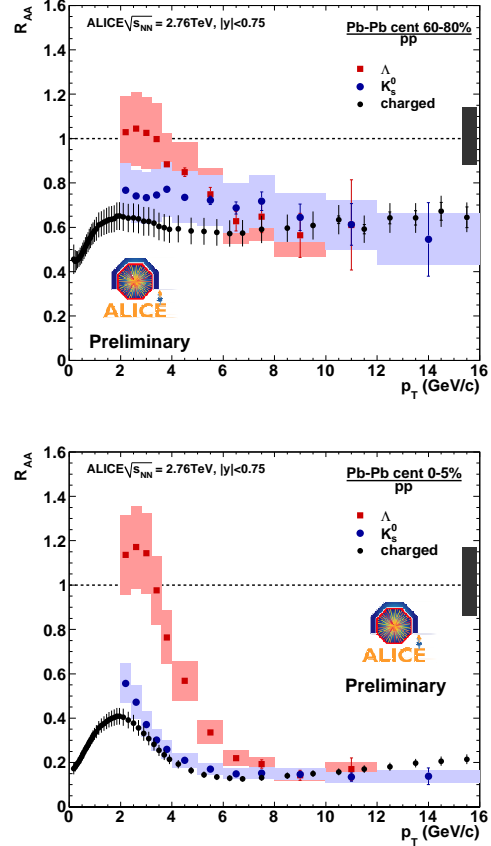 R_AA
ALICE √s_NN = 2.76TeV, |y|<0.75
Pb-Pb cent 60-80%
pp
Λ
K_s^0
charged
1.6
1.4
1.2
1
0.8
0.6
0.4
0.2
0
ALICE
Preliminary
0 2 4 6 8 10 12 14 16
p_T (GeV/c)
R_AA
ALICE √s_NN = 2.76TeV, |y|<0.75
Pb-Pb cent 0-5%
pp
Λ
K_s^0
charged
1.6
1.4
1.2
1
0.8
0.6
0.4
0.2
0
ALICE
Preliminary
0 2 4 6 8 10 12 14 16
p_T (GeV/c)